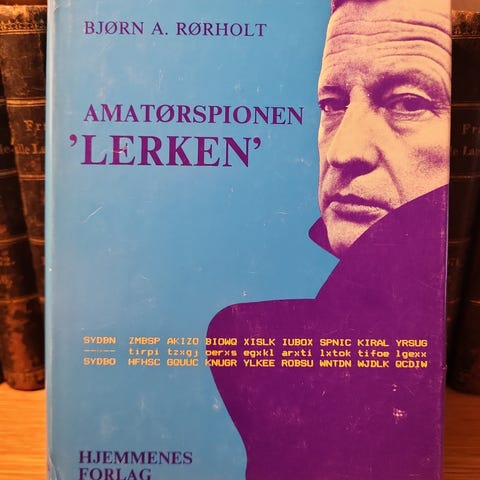 BJØRN A. RØRHOLT
AMATØRSPIONEN
'LERKEN'
SYDBN ZMBSP AKIZO BIOWQ XISLK IUBOX SPNIC KIRAL YRSUG
tirpi tzxgj oerxs egxkl arxti lxtok tifoe lgexx
SYDBO HFHSC GQUUC KNUGR YLKEE ROBSU WNTDN WJDLK QCDIW
HJEMMENES
FORLAG